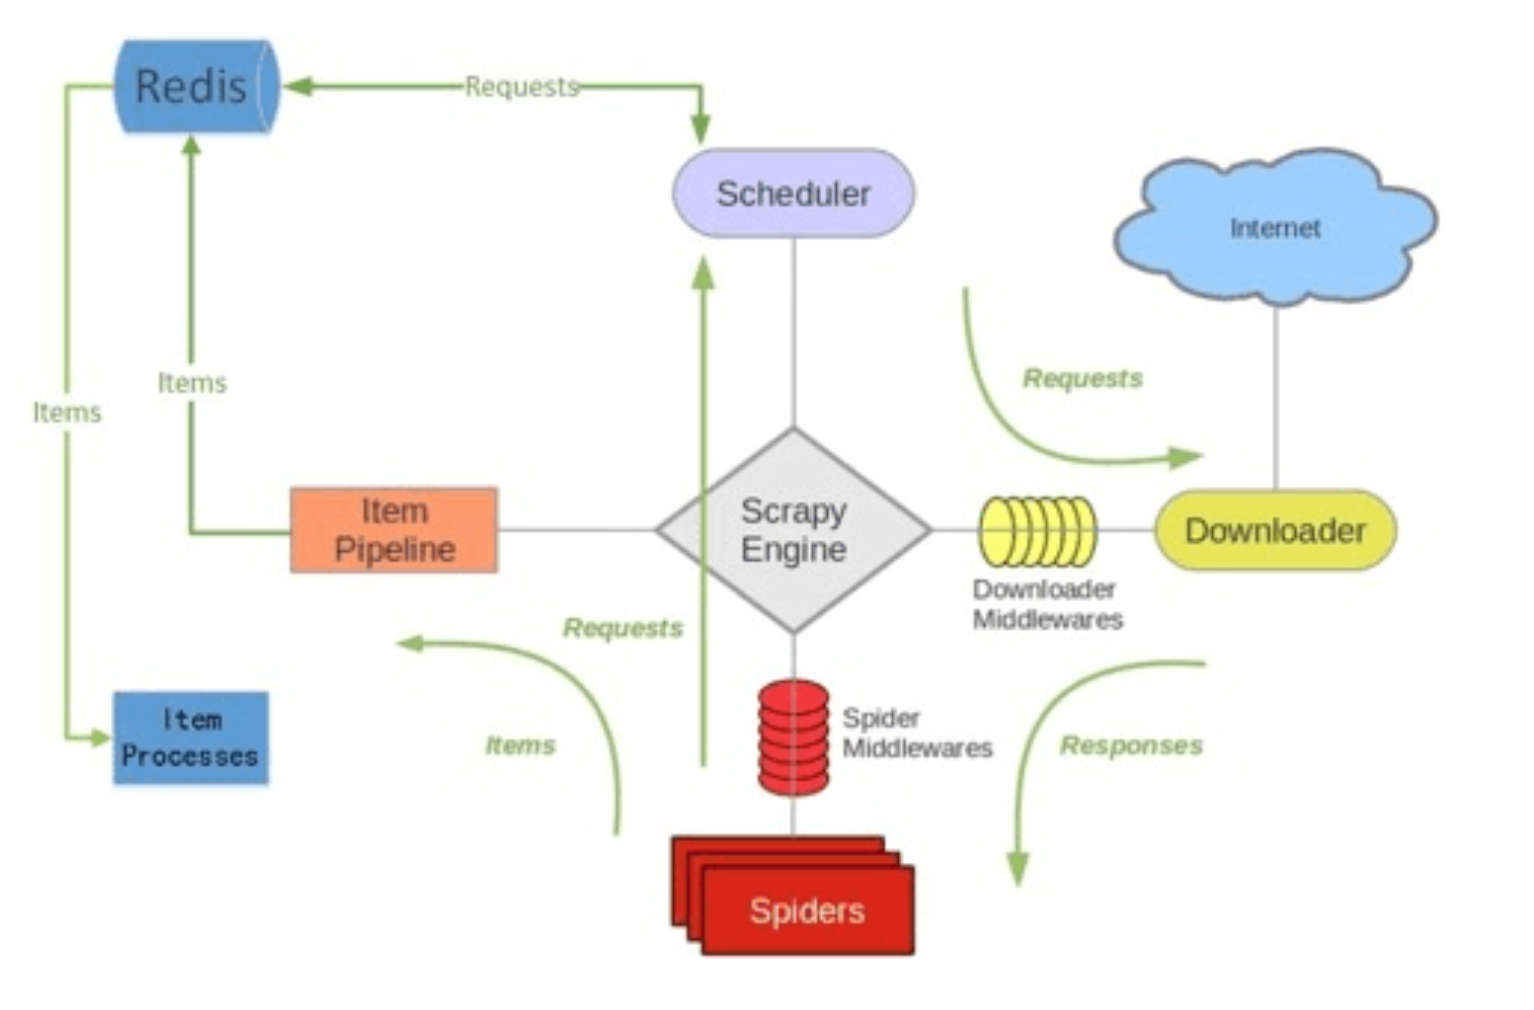 Redis
Requests
Scheduler
Internet
Requests
Items
Items
Item
Pipeline
Scrapy
Engine
Downloader
Downloader
Middlewares
Requests
Item
Processes
Items
Spider
Middlewares
Responses
Spiders